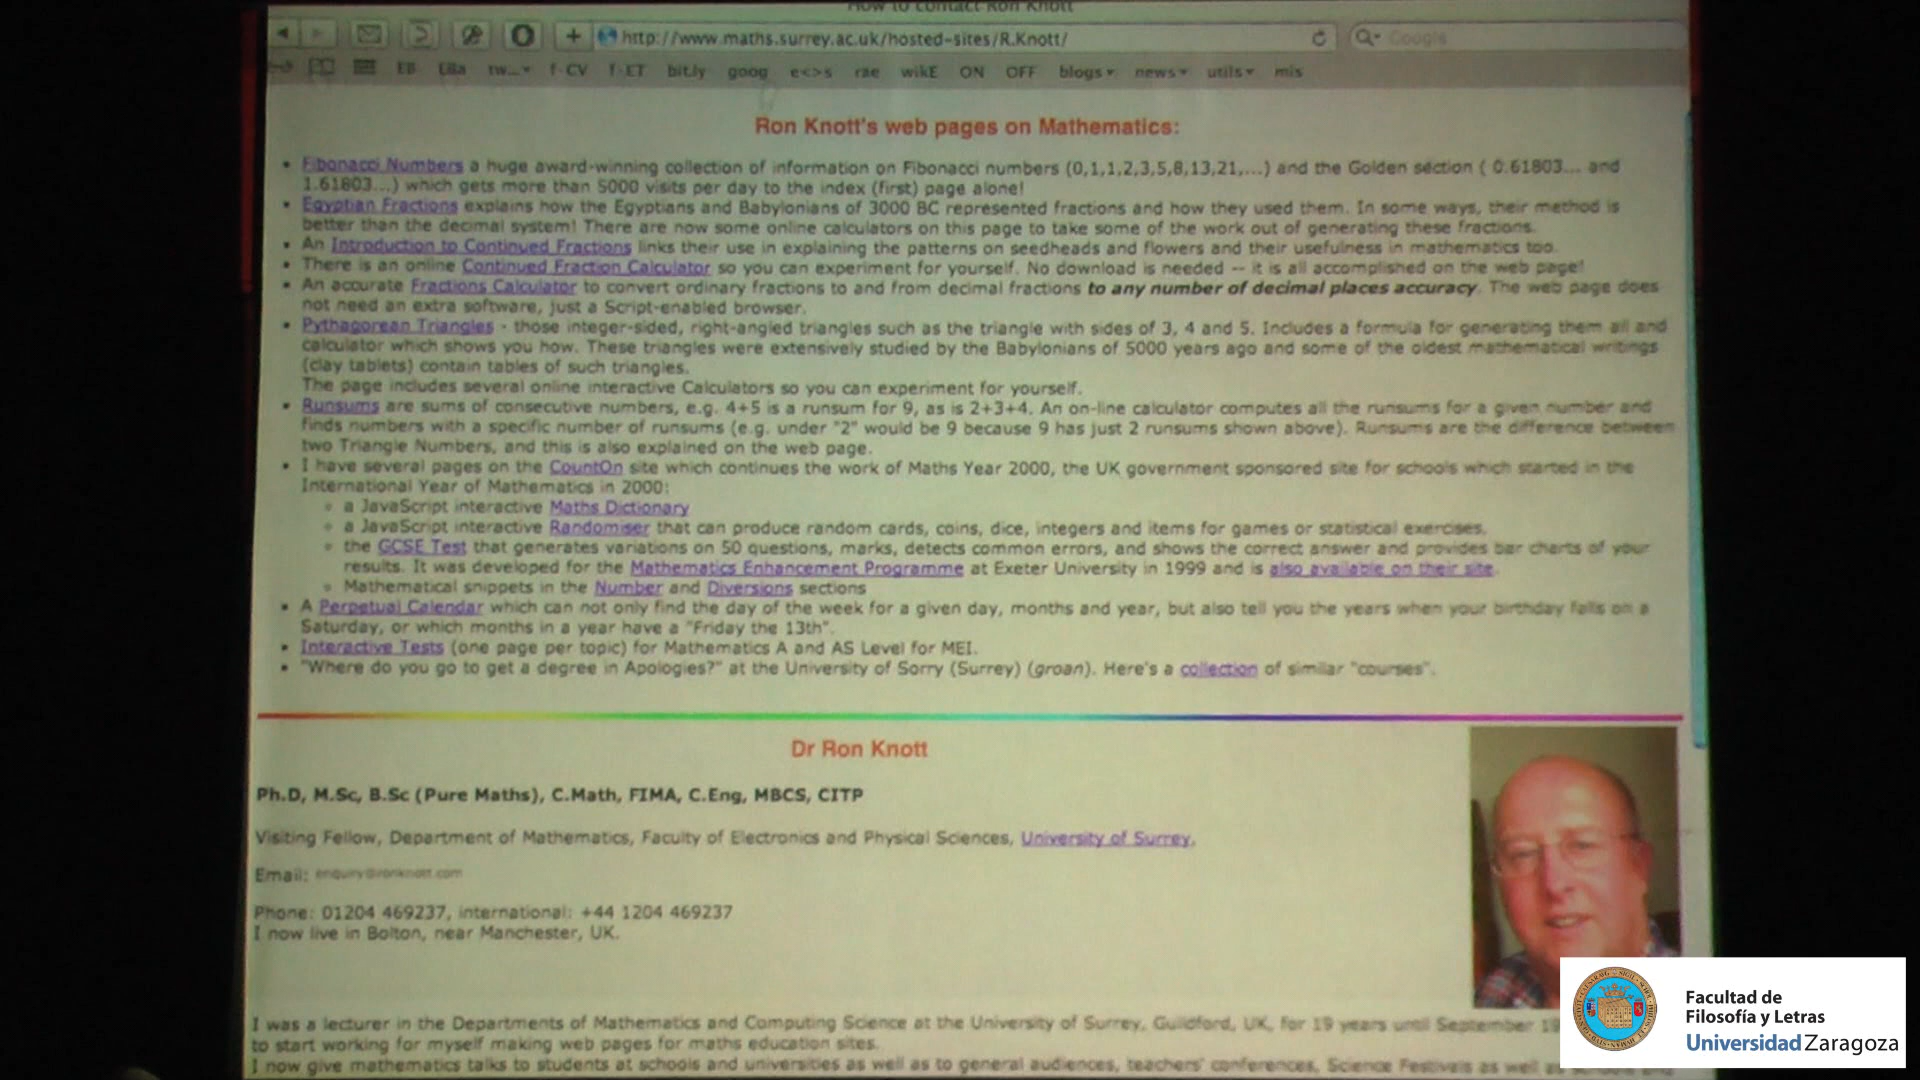 How to contact Ron Knott
http://www.maths.surrey.ac.uk/hosted-sites/R.Knott/
Google
EB Lila tw... f-CV f-ET bit.ly goog e<>s rae wikE ON OFF blogs news utils mis
Ron Knott's web pages on Mathematics:
Fibonacci Numbers a huge award-winning collection of information on Fibonacci numbers (0,1,1,2,3,5,8,13,21,...) and the Golden section ( 0.61803... and
1.61803...) which gets more than 5000 visits per day to the index (first) page alone!
Egyptian Fractions explains how the Egyptians and Babylonians of 3000 BC represented fractions and how they used them. In some ways, their method is
better than the decimal system! There are now some online calculators on this page to take some of the work out of generating these fractions.
An Introduction to Continued Fractions links their use in explaining the patterns on seedheads and flowers and their usefulness in mathematics too.
There is an online Continued Fraction Calculator so you can experiment for yourself. No download is needed -- it is all accomplished on the web page!
An accurate Fractions Calculator to convert ordinary fractions to and from decimal fractions to any number of decimal places accuracy. The web page does
not need an extra software, just a Script-enabled browser.
Pythagorean Triangles - those integer-sided, right-angled triangles such as the triangle with sides of 3, 4 and 5. Includes a formula for generating them all and
calculator which shows you how. These triangles were extensively studied by the Babylonians of 5000 years ago and some of the oldest mathematical writings
(clay tablets) contain tables of such triangles.
The page includes several online interactive Calculators so you can experiment for yourself.
Runsums are sums of consecutive numbers, e.g. 4+5 is a runsum for 9, as is 2+3+4. An on-line calculator computes all the runsums for a given number and
finds numbers with a specific number of runsums (e.g. under "2" would be 9 because 9 has just 2 runsums shown above). Runsums are the difference between
two Triangle Numbers, and this is also explained on the web page.
I have several pages on the CountOn site which continues the work of Maths Year 2000, the UK government sponsored site for schools which started in the
International Year of Mathematics in 2000:
a JavaScript interactive Maths Dictionary
a JavaScript interactive Randomiser that can produce random cards, coins, dice, integers and items for games or statistical exercises.
the GCSE Test that generates variations on 50 questions, marks, detects common errors, and shows the correct answer and provides bar charts of your
results. It was developed for the Mathematics Enhancement Programme at Exeter University in 1999 and is also available on their site.
Mathematical snippets in the Number and Diversions sections
A Perpetual Calendar which can not only find the day of the week for a given day, months and year, but also tell you the years when your birthday falls on a
Saturday, or which months in a year have a "Friday the 13th".
Interactive Tests (one page per topic) for Mathematics A and AS Level for MEI.
"Where do you go to get a degree in Apologies?" at the University of Sorry (Surrey) (groan). Here's a collection of similar "courses".
Dr Ron Knott
Ph.D, M.Sc, B.Sc (Pure Maths), C.Math, FIMA, C.Eng, MBCS, CITP
Visiting Fellow, Department of Mathematics, Faculty of Electronics and Physical Sciences, University of Surrey,
Email: enquiry@ronknott.com
Phone: 01204 469237, international: +44 1204 469237
I now live in Bolton, near Manchester, UK.
I was a lecturer in the Departments of Mathematics and Computing Science at the University of Surrey, Guildford, UK, for 19 years until September 19
to start working for myself making web pages for maths education sites.
I now give mathematics talks to students at schools and universities as well as to general audiences, teachers' conferences, Science Festivals as well as
Facultad de
Filosofía y Letras
Universidad Zaragoza